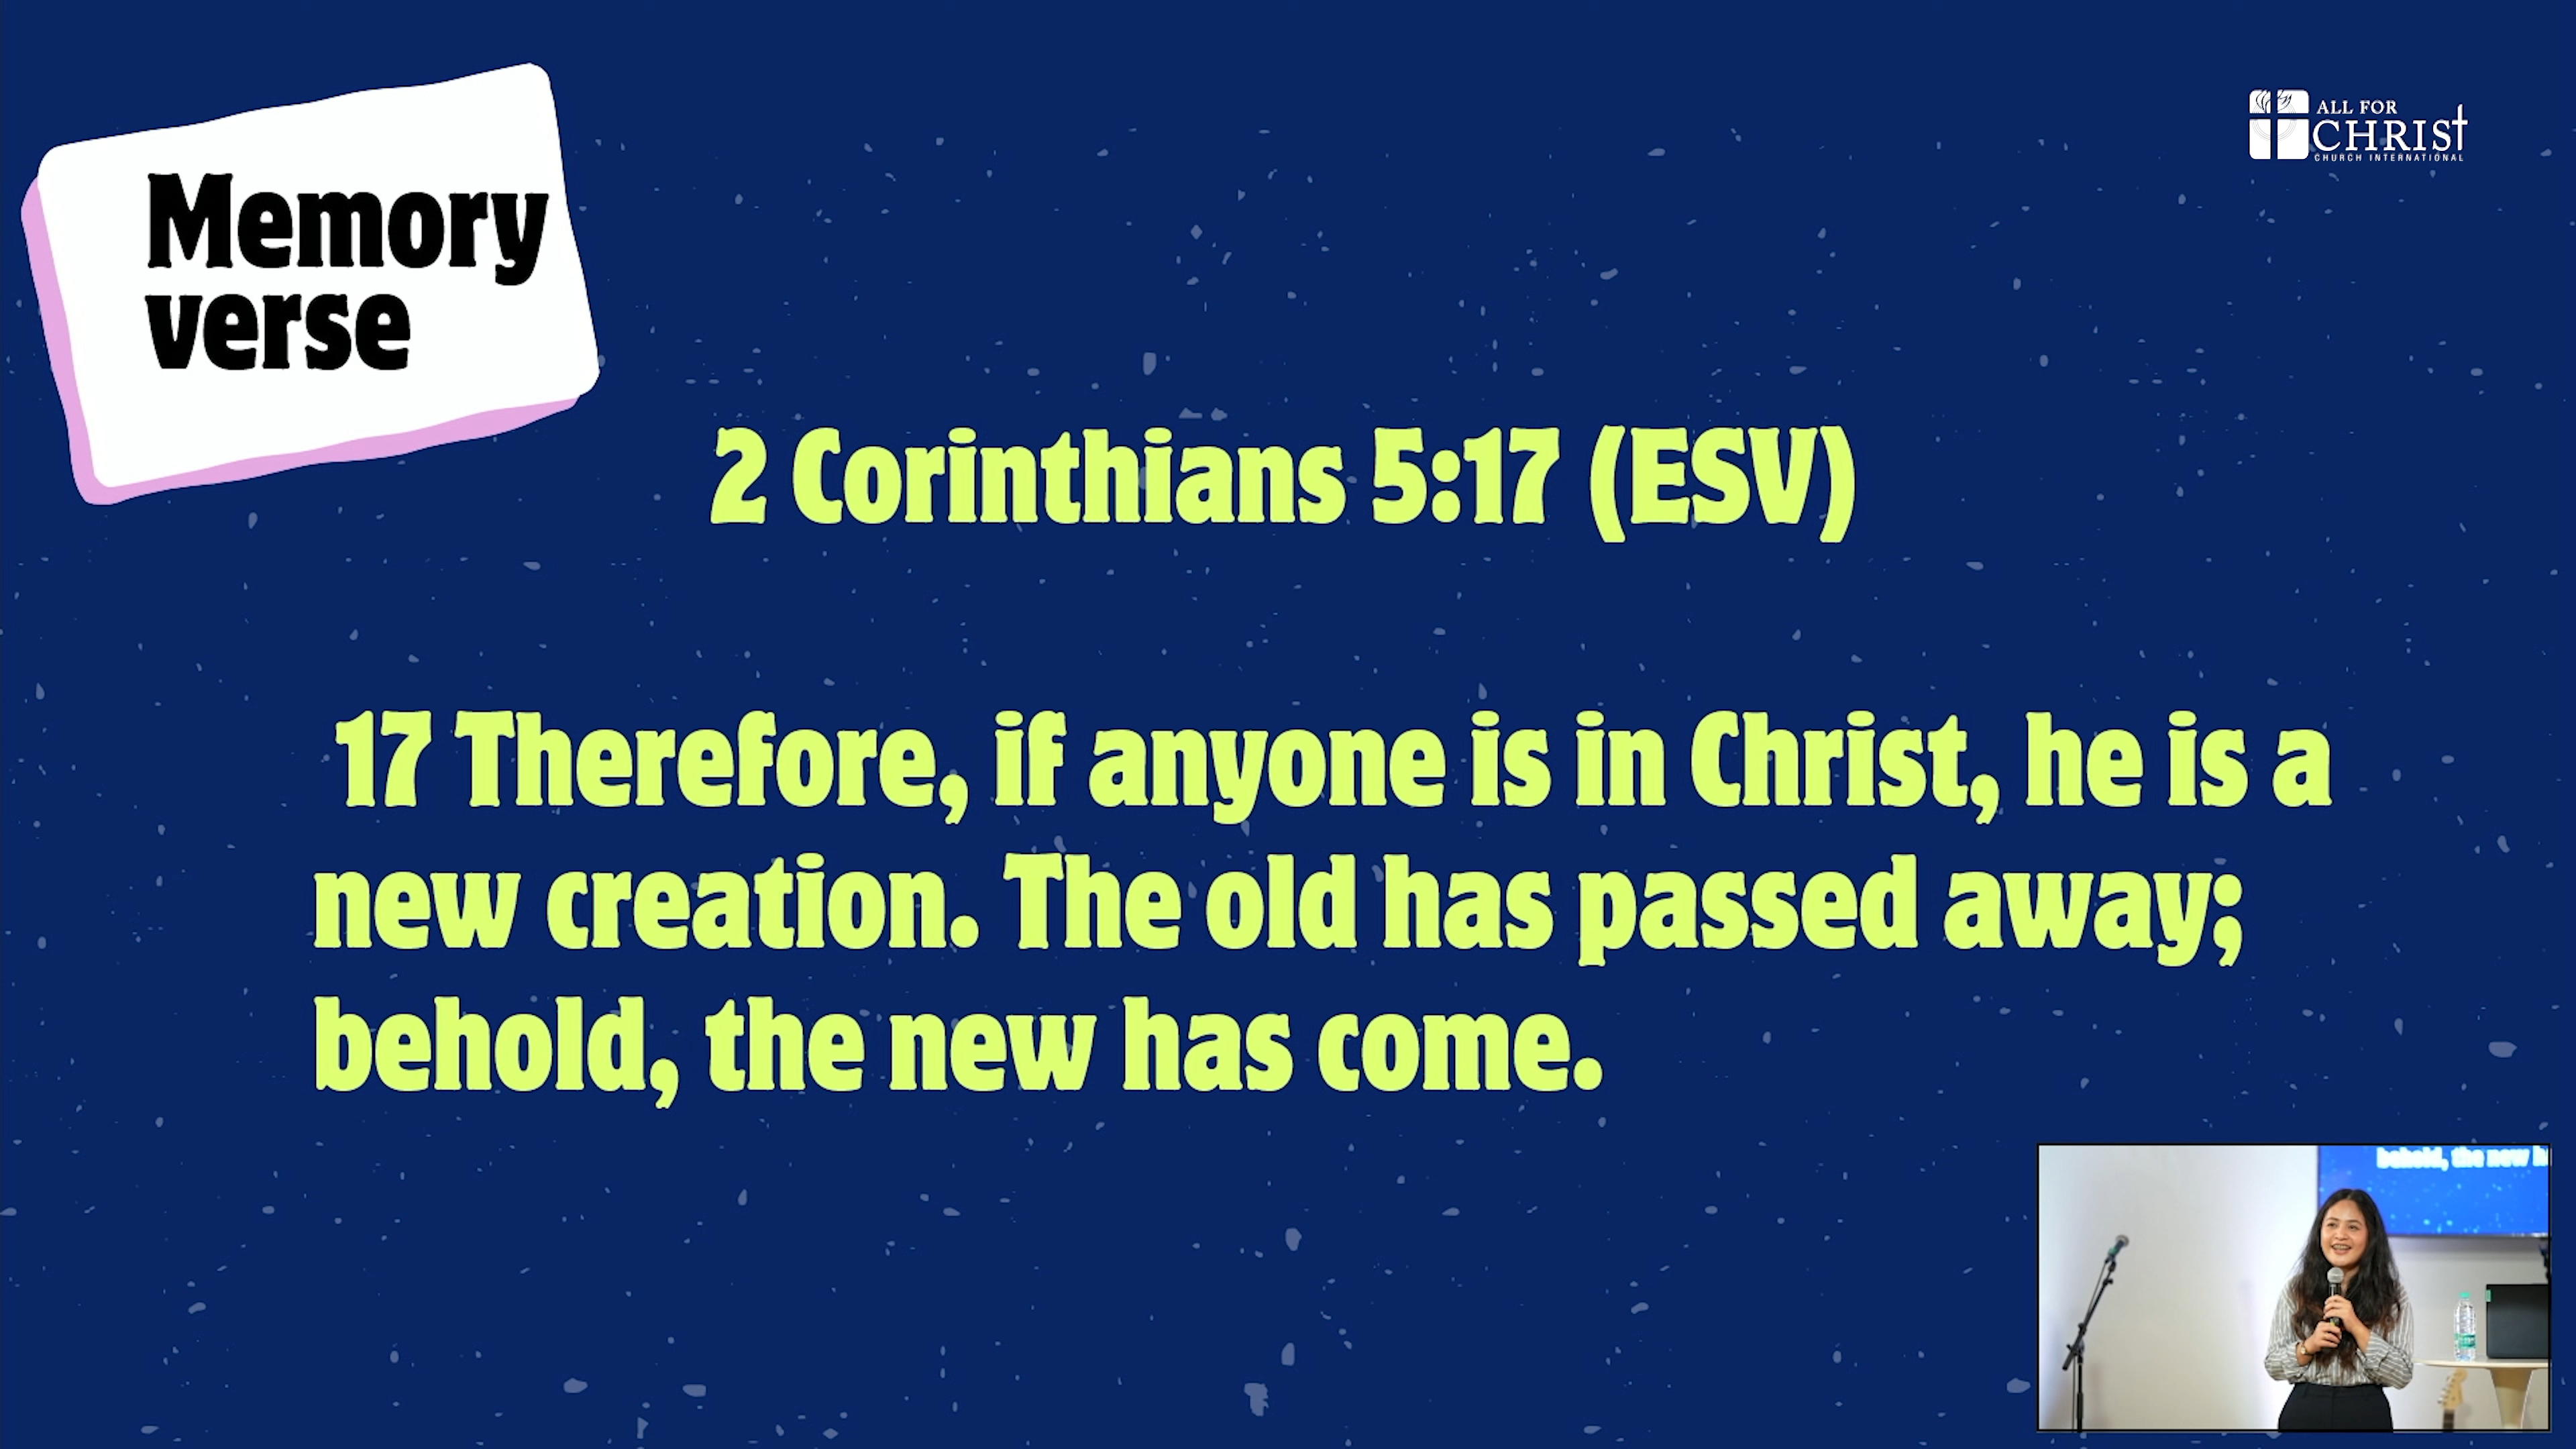 Memory
verse
ALL FOR
CHRIST
CHURCH INTERNATIONAL
2 Corinthians 5:17 (ESV)
17 Therefore, if anyone is in Christ, he is a
new creation. The old has passed away;
behold, the new has come.
behold, the new h